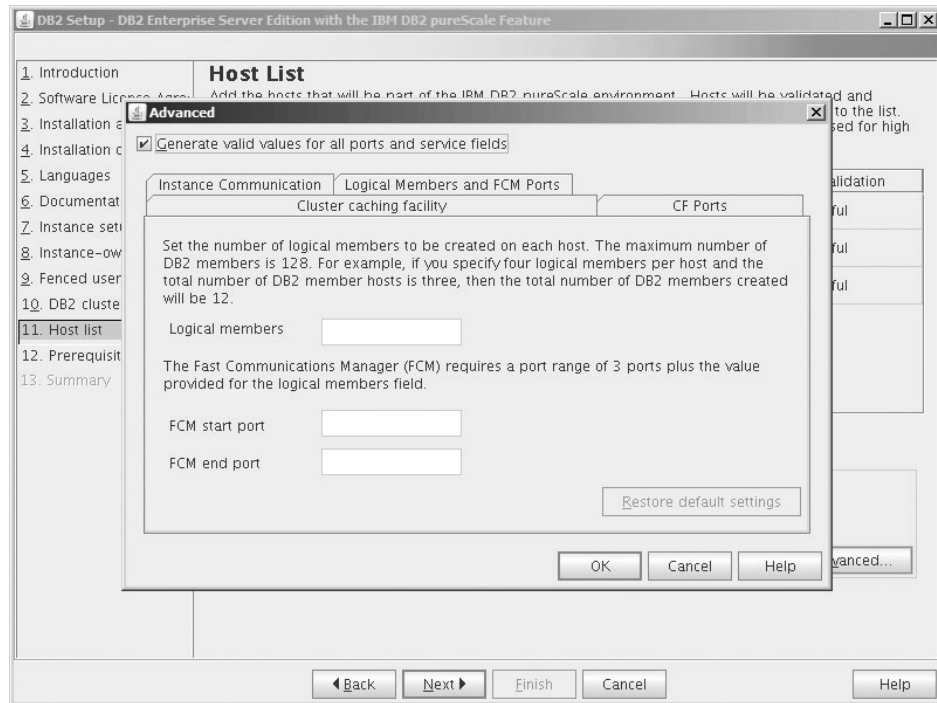 DB2 Setup - DB2 Enterprise Server Edition with the IBM DB2 pureScale Feature
1. Introduction
2. Software Licence Agre
3. Installation a
4. Installation c
5. Languages
6. Documentat
7. Instance set
8. Instance-ow
9. Fenced user
10. DB2 cluste
11. Host list
12. Prerequisit
13. Summary
Host List
Add the hosts that will be part of the IBM DB2 pureScale environment. Hosts will be validated and
to the list.
sed for high
alidation
ful
ful
ful
Advanced
Generate valid values for all ports and service fields
Instance Communication
Logical Members and FCM Ports
Cluster caching facility
CF Ports
Set the number of logical members to be created on each host. The maximum number of
DB2 members is 128. For example, if you specify four logical members per host and the
total number of DB2 member hosts is three, then the total number of DB2 members created
will be 12.
Logical members
The Fast Communications Manager (FCM) requires a port range of 3 ports plus the value
provided for the logical members field.
FCM start port
FCM end port
Restore default settings
OK
Cancel
Help
vanced...
Back
Next
Finish
Cancel
Help